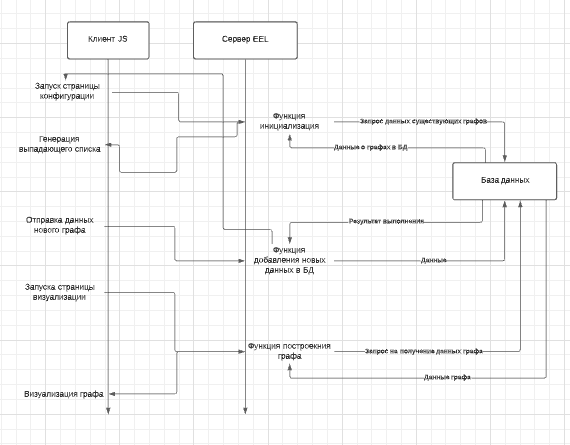 Клиент JS
Сервер EEL
Запуск страницы
конфигурации
Функция
инициализация
Запрос данных существующих графов
Генерация
выпадающего списка
Данные о графах в БД
База данных
Отправка данных
нового графа
Результат выполнения
Функция
добавления новых
данных в БД
Данные
Запуска страницы
визуализации
Функция построекния
графа
Запрос на получение данных графа
Данные графа
Визуализация графа